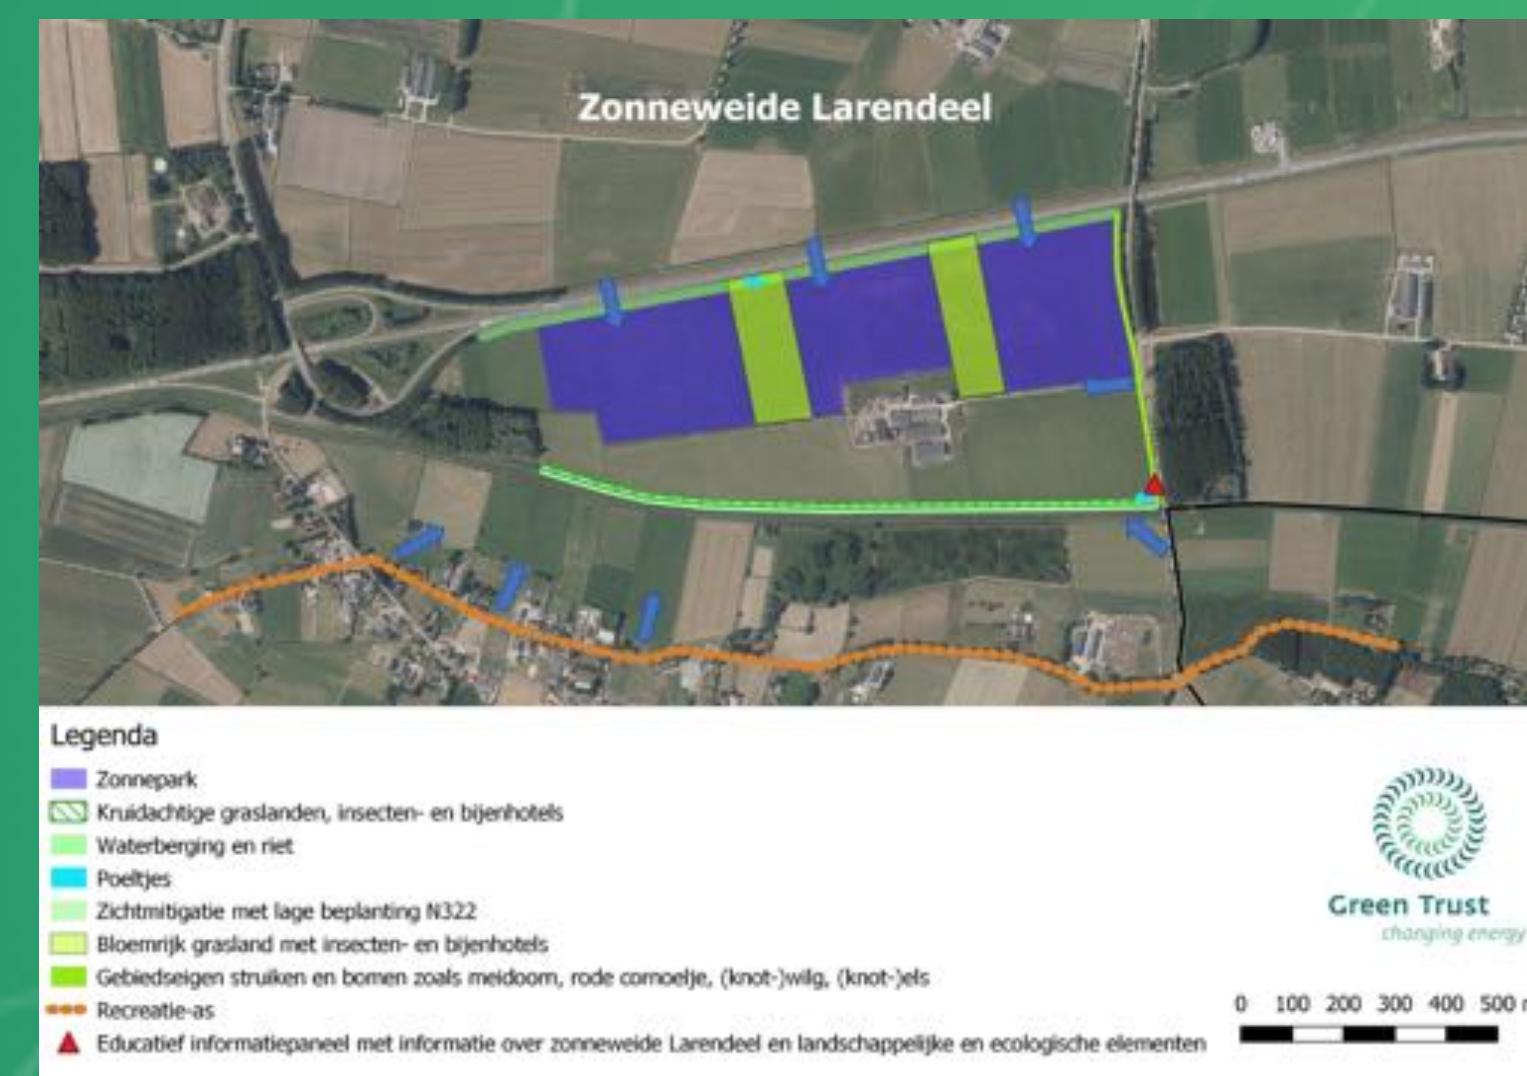 Zonneweide Larendeel
Legenda
Zonnepark
Kruidachtige graslanden, insecten- en bijenhotels
Waterberging en riet
Poeltjes
Zichtmitigatie met lage beplanting N322
Bloemrijk grasland met insecten- en bijenhotels
Gebiedseigen struiken en bomen zoals meidoorn, rode cornoelje, (knot-)wilg, (knot-)els
Recreatie-as
Educatief informatiepaneel met informatie over zonneweide Larendeel en landschappelijke en ecologische elementen
Green Trust
changing energy
0 100 200 300 400 500